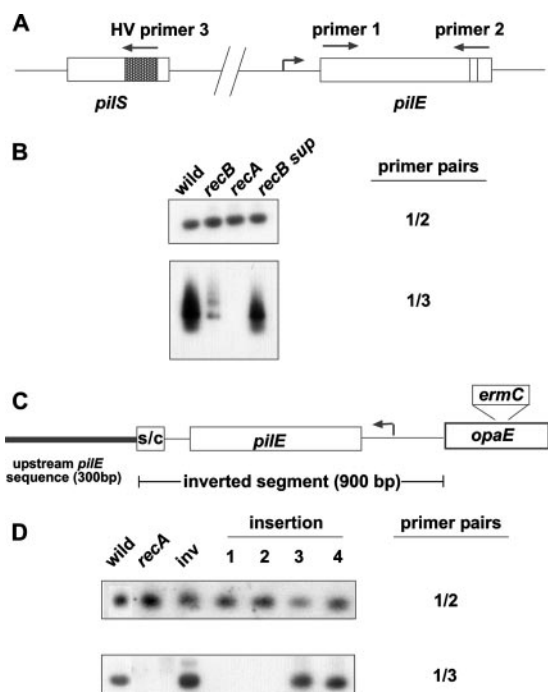 A
HV primer 3
primer 1
primer 2
pilS
pilE
B
wild recB recA recB sup
primer pairs
1/2
1/3
C
ermC
s/c
pilE
opaE
upstream pilE
sequence (300bp)
inverted segment (900 bp)
D
insertion
primer pairs
wild recA inv 1 2 3 4
1/2
1/3